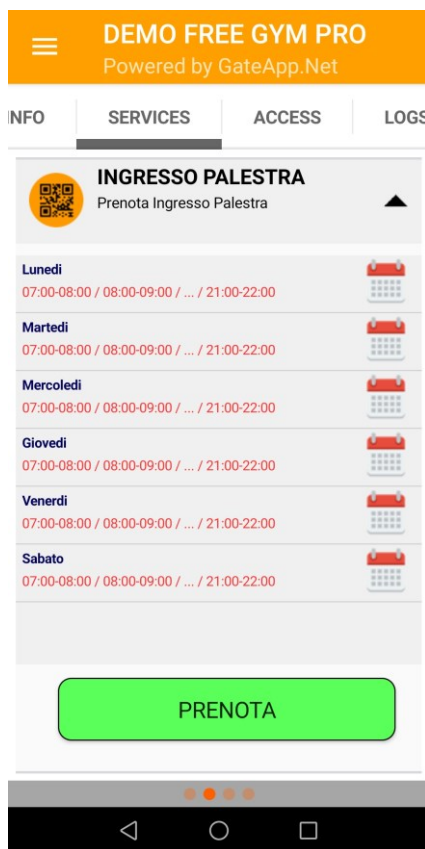 DEMO FREE GYM PRO
Powered by GateApp.Net
INFO SERVICES ACCESS LOGS
INGRESSO PALESTRA
Prenota Ingresso Palestra
Lunedi
07:00-08:00 / 08:00-09:00 / ... / 21:00-22:00
Martedi
07:00-08:00 / 08:00-09:00 / ... / 21:00-22:00
Mercoledi
07:00-08:00 / 08:00-09:00 / ... / 21:00-22:00
Giovedi
07:00-08:00 / 08:00-09:00 / ... / 21:00-22:00
Venerdi
07:00-08:00 / 08:00-09:00 / ... / 21:00-22:00
Sabato
07:00-08:00 / 08:00-09:00 / ... / 21:00-22:00
PRENOTA